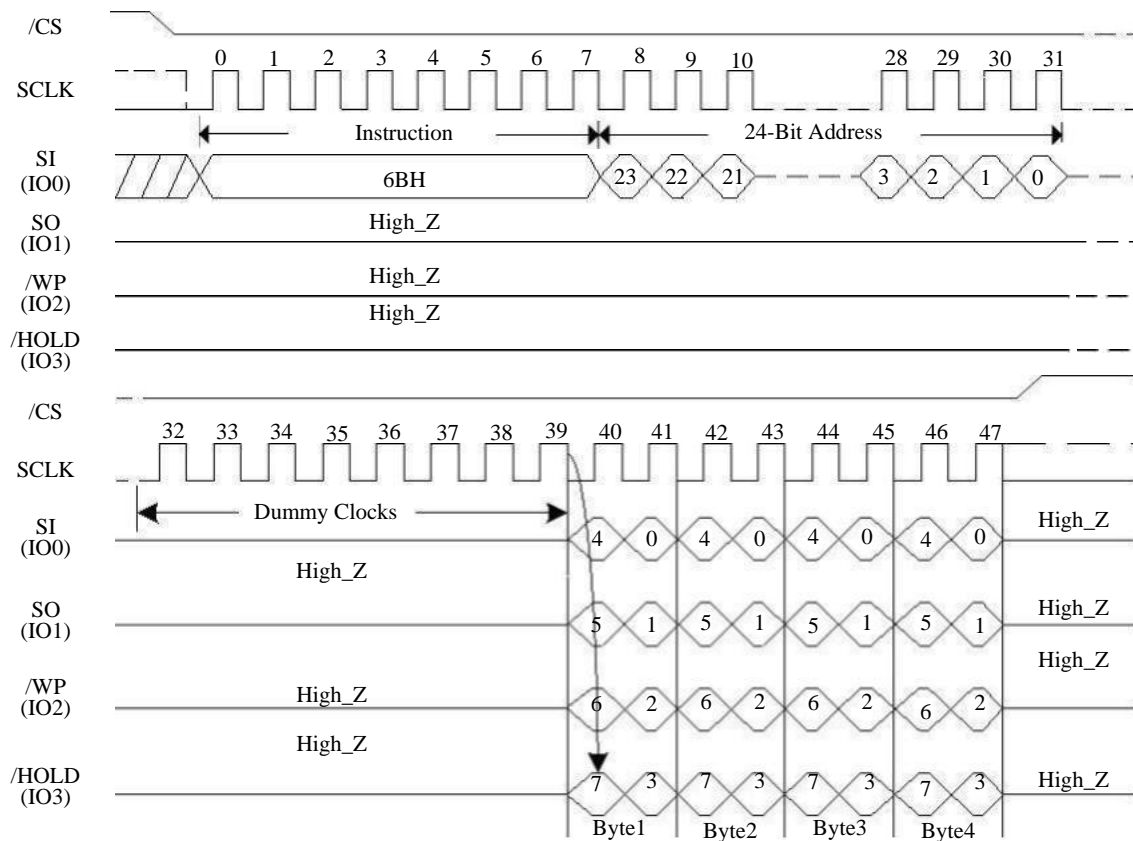 /CS
0 1 2 3 4 5 6 7 8 9 10 28 29 30 31
SCLK
Instruction 24-Bit Address
SI
(IO0)
6BH 23 22 21 3 2 1 0
High_Z
SO
(IO1)
High_Z
/WP
(IO2)
High_Z
/HOLD
(IO3)
/CS
32 33 34 35 36 37 38 39 40 41 42 43 44 45 46 47
SCLK
Dummy Clocks
SI
(IO0)
4 0 4 0 4 0 4 0 High_Z
High_Z
SO
(IO1)
5 1 5 1 5 1 5 1 High_Z
High_Z
/WP
(IO2)
High_Z 6 2 6 2 6 2 6 2
High_Z
/HOLD
(IO3)
7 3 7 3 7 3 7 3 High_Z
Byte1 Byte2 Byte3 Byte4